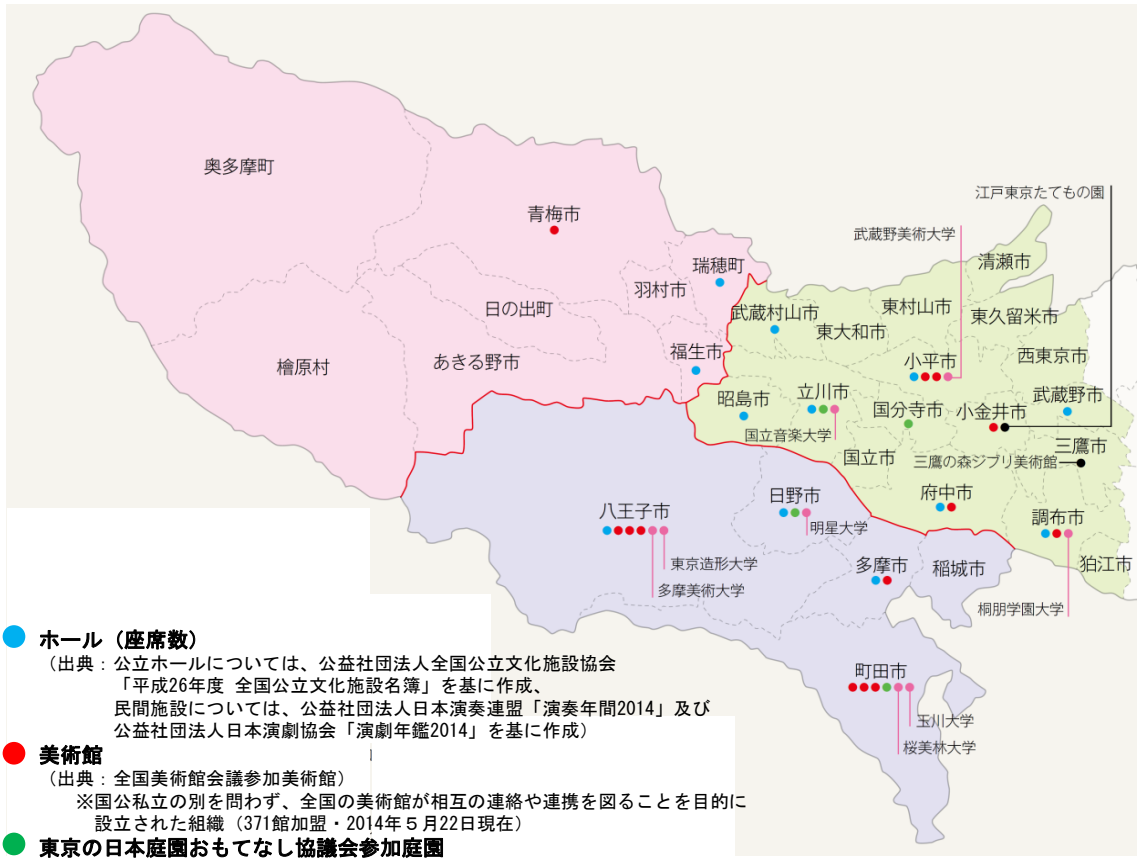 江戸東京たてもの園
奥多摩町
青梅市
武蔵野美術大学
清瀬市
瑞穂町
羽村市
東村山市
日の出町
武蔵村山市
東久留米市
東大和市
福生市
小平市
西東京市
檜原村
あきる野市
昭島市
立川市
武蔵野市
国分寺市
小金井市
国立音楽大学
三鷹市
国立市
三鷹の森ジブリ美術館
府中市
日野市
八王子市
調布市
明星大学
狛江市
東京造形大学
多摩市
稲城市
多摩美術大学
桐朋学園大学
町田市
玉川大学
桜美林大学
ホール（座席数）
（出典：公立ホールについては、公益社団法人全国公立文化施設協会
「平成26年度 全国公立文化施設名簿」を基に作成、
民間施設については、公益社団法人日本演奏連盟「演奏年間2014」及び
公益社団法人日本演劇協会「演劇年鑑2014」を基に作成）
美術館
（出典：全国美術館会議参加美術館）
※国公私立の別を問わず、全国の美術館が相互の連絡や連携を図ることを目的に
設立された組織（371館加盟・2014年５月22日現在）
東京の日本庭園おもてなし協議会参加庭園